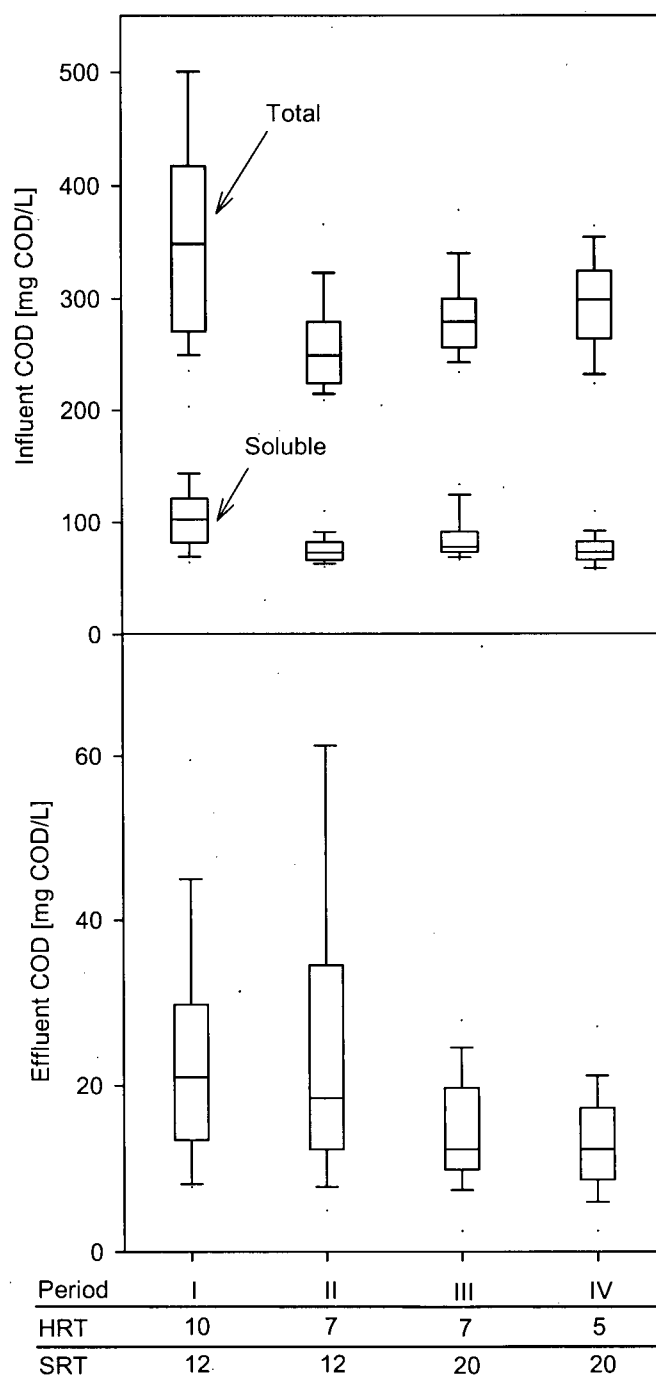 500
Total
400
Influent COD [mg COD/L]
300
200
Soluble
100
0
60
Effluent COD [mg COD/L]
40
20
0
Period I II III IV
HRT 10 7 7 5
SRT 12 12 20 20